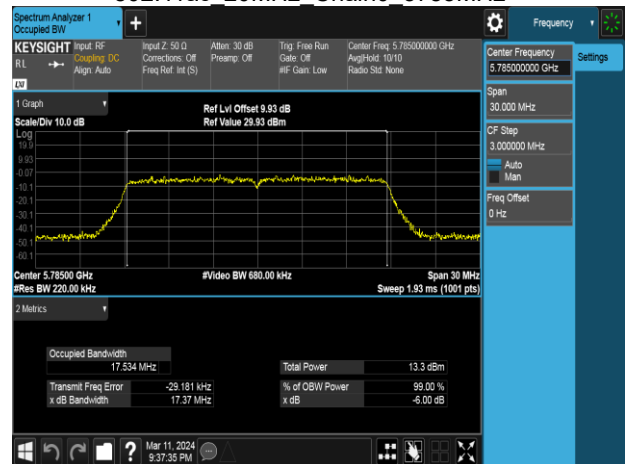 Spectrum Analyzer 1
Occupied BW
KEYSIGHT
RL
LXI
Input: RF
Coupling: DC
Align: Auto
Input Z: 50 Ω
Corrections: Off
Freq Ref: Int (S)
Atten: 30 dB
Preamp: Off
Trig: Free Run
Gate: Off
#IF Gain: Low
Center Freq: 5.785000000 GHz
Avg|Hold: 10/10
Radio Std: None
1 Graph
Scale/Div 10.0 dB
Ref Lvl Offset 9.93 dB
Ref Value 29.93 dBm
Log
19.9
9.93
-0.07
-10.1
-20.1
-30.1
-40.1
-50.1
-60.1
Center 5.78500 GHz
#Res BW 220.00 kHz
#Video BW 680.00 kHz
Span 30 MHz
Sweep 1.93 ms (1001 pts)
2 Metrics
Occupied Bandwidth
17.534 MHz
Total Power 13.3 dBm
Transmit Freq Error -29.181 kHz
% of OBW Power 99.00 %
x dB Bandwidth 17.37 MHz
x dB -6.00 dB
Mar 11, 2024
9:37:35 PM
Frequency
Settings
Center Frequency
5.785000000 GHz
Span
30.000 MHz
CF Step
3.000000 MHz
Auto
Man
Freq Offset
0 Hz